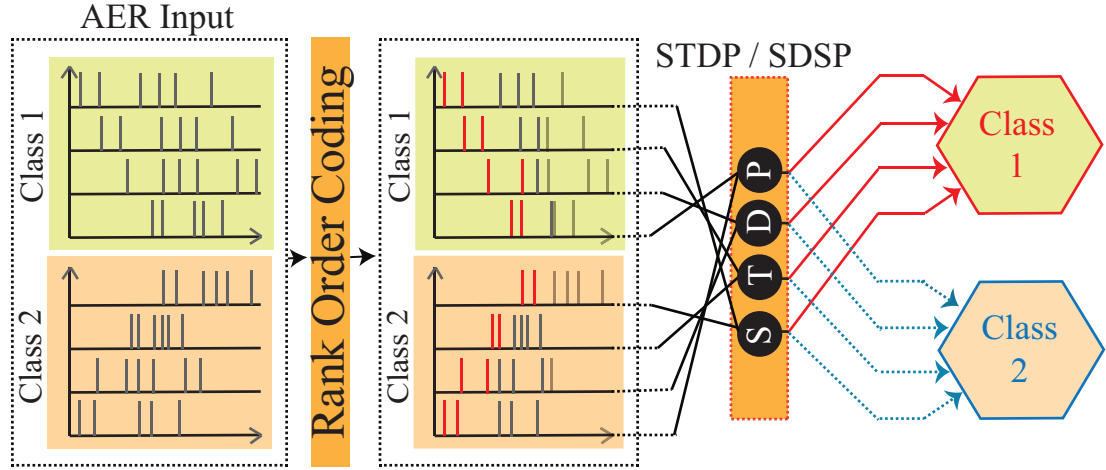 AER Input
Class 1
Class 2
Rank Order Coding
Class 1
Class 2
STDP / SDSP
P
D
T
S
Class
1
Class
2